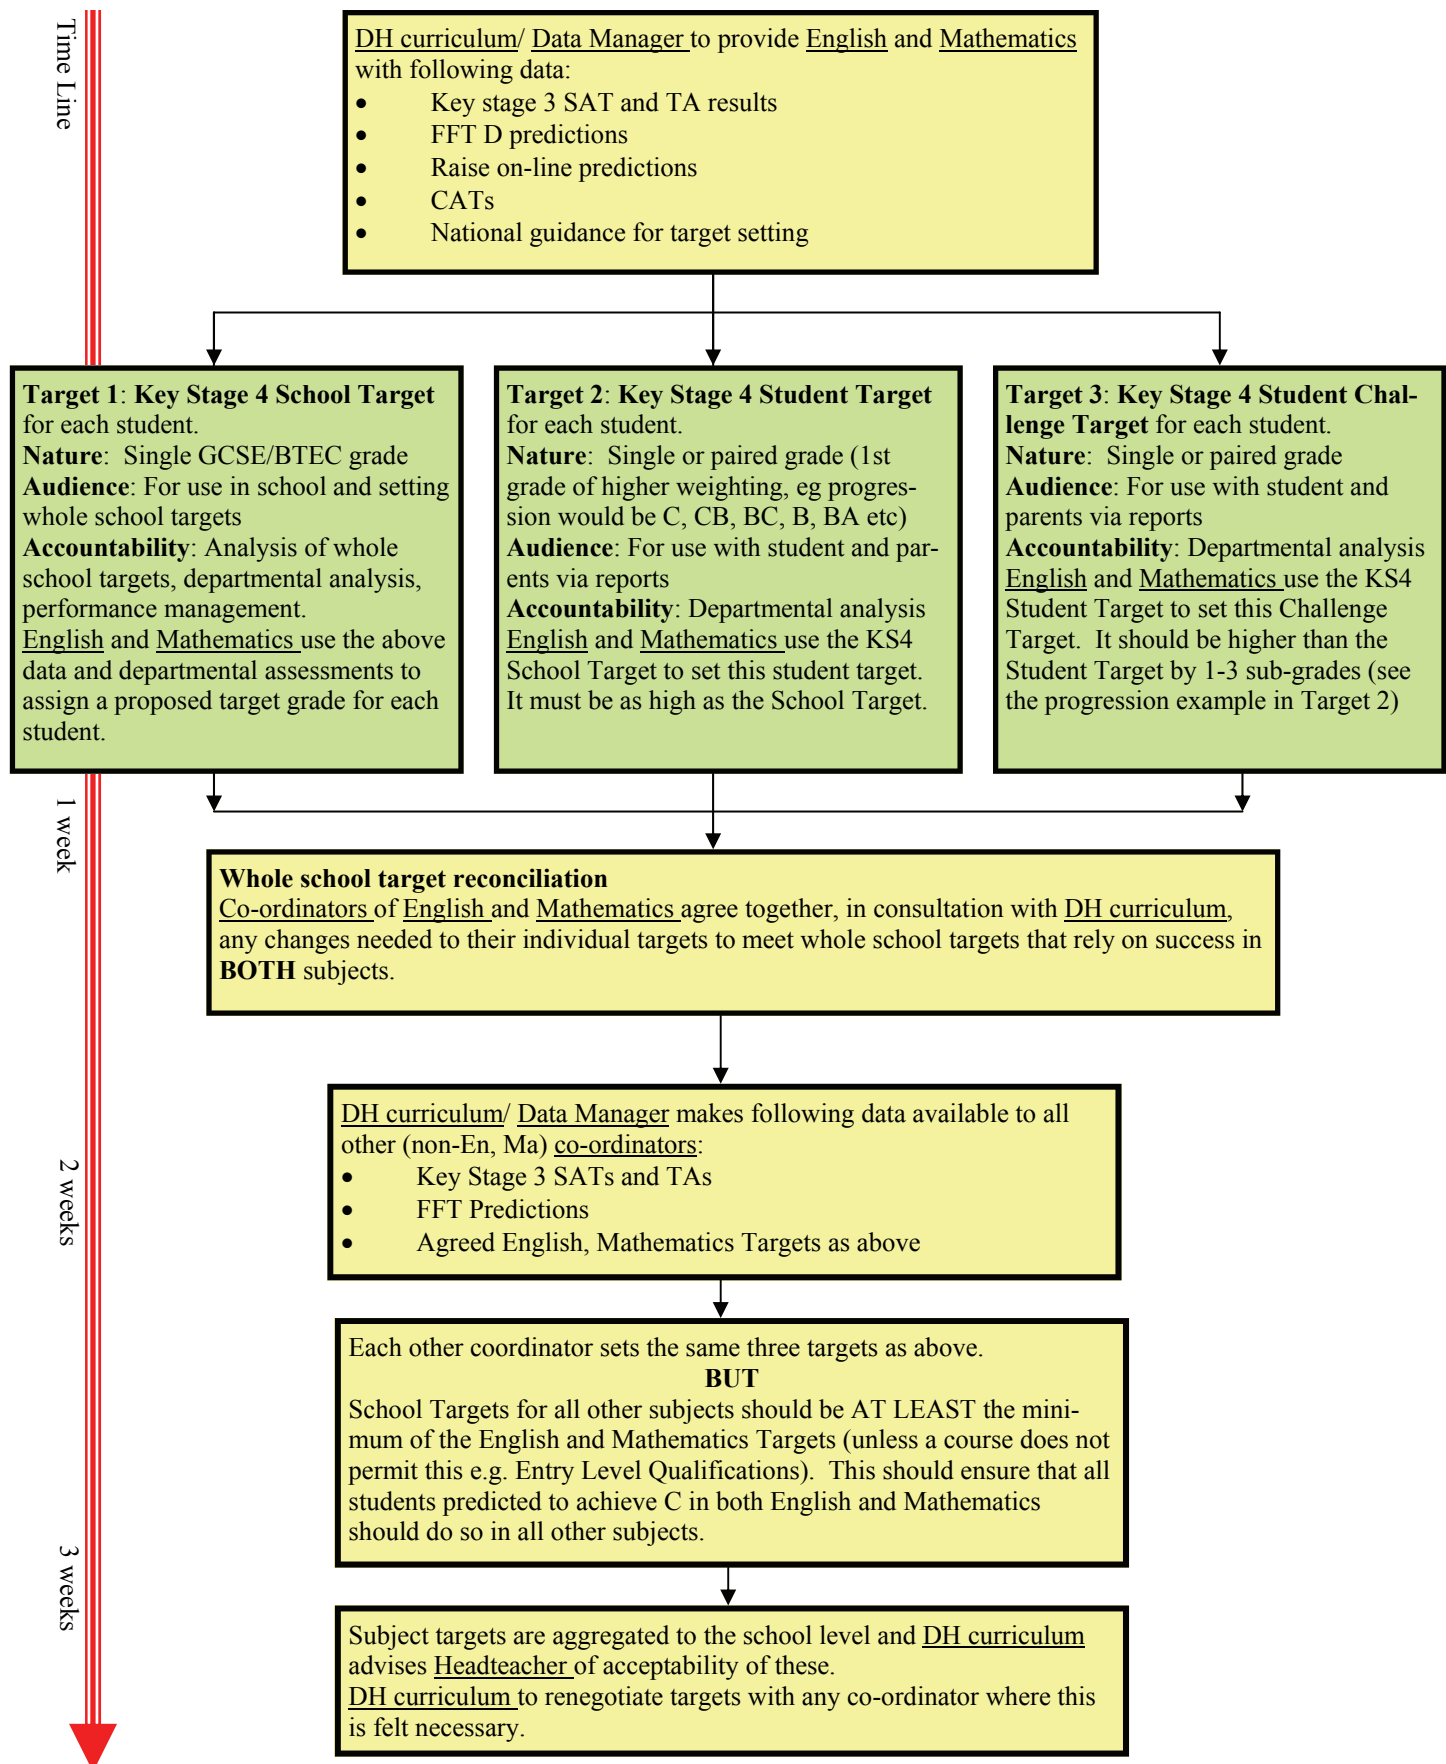 Time Line
DH curriculum/ Data Manager to provide English and Mathematics
with following data:
• Key stage 3 SAT and TA results
• FFT D predictions
• Raise on-line predictions
• CATs
• National guidance for target setting
Target 1: Key Stage 4 School Target
for each student.
Nature: Single GCSE/BTEC grade
Audience: For use in school and setting
whole school targets
Accountability: Analysis of whole
school targets, departmental analysis,
performance management.
English and Mathematics use the above
data and departmental assessments to
assign a proposed target grade for each
student.
Target 2: Key Stage 4 Student Target
for each student.
Nature: Single or paired grade (1st
grade of higher weighting, eg progres-
sion would be C, CB, BC, B, BA etc)
Audience: For use with student and par-
ents via reports
Accountability: Departmental analysis
English and Mathematics use the KS4
School Target to set this student target.
It must be as high as the School Target.
Target 3: Key Stage 4 Student Chal-
lenge Target for each student.
Nature: Single or paired grade
Audience: For use with student and
parents via reports
Accountability: Departmental analysis
English and Mathematics use the KS4
Student Target to set this Challenge
Target. It should be higher than the
Student Target by 1-3 sub-grades (see
the progression example in Target 2)
1 week
Whole school target reconciliation
Co-ordinators of English and Mathematics agree together, in consultation with DH curriculum,
any changes needed to their individual targets to meet whole school targets that rely on success in
BOTH subjects.
2 weeks
DH curriculum/ Data Manager makes following data available to all
other (non-En, Ma) co-ordinators:
• Key Stage 3 SATs and TAs
• FFT Predictions
• Agreed English, Mathematics Targets as above
Each other coordinator sets the same three targets as above.
BUT
School Targets for all other subjects should be AT LEAST the mini-
mum of the English and Mathematics Targets (unless a course does not
permit this e.g. Entry Level Qualifications). This should ensure that all
students predicted to achieve C in both English and Mathematics
should do so in all other subjects.
3 weeks
Subject targets are aggregated to the school level and DH curriculum
advises Headteacher of acceptability of these.
DH curriculum to renegotiate targets with any co-ordinator where this
is felt necessary.